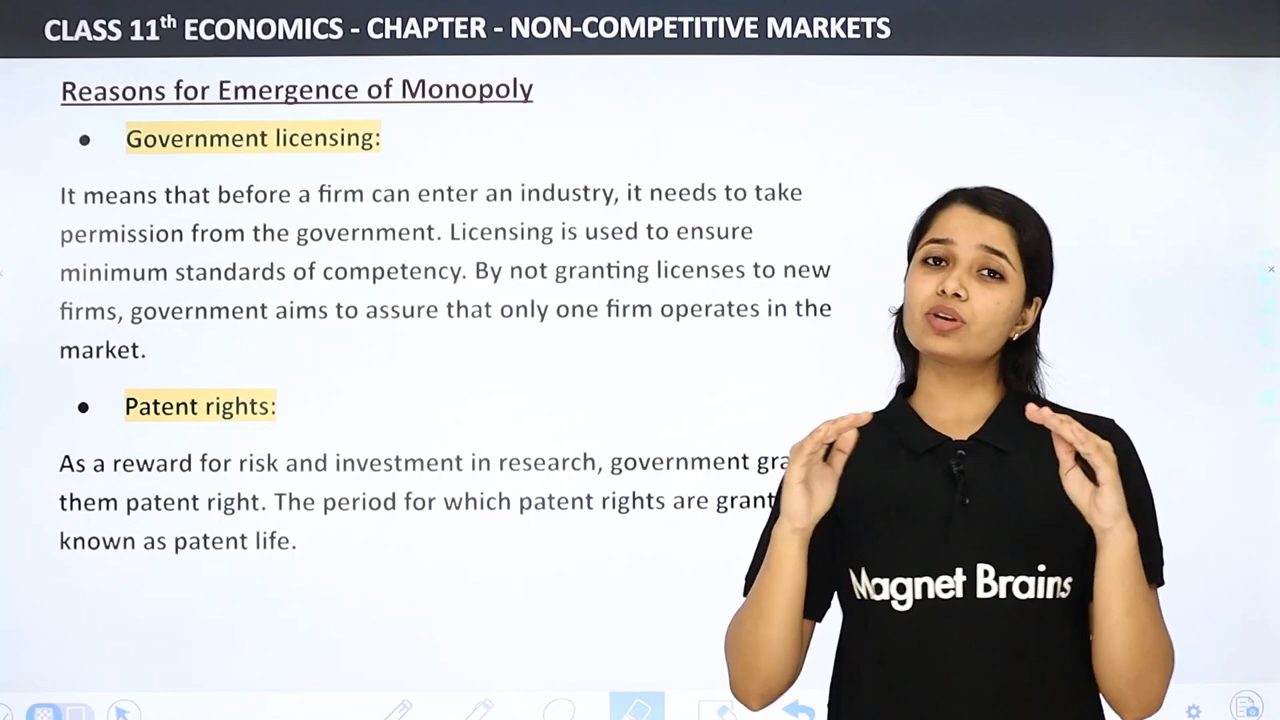 CLASS 11th ECONOMICS - CHAPTER - NON-COMPETITIVE MARKETS
Reasons for Emergence of Monopoly
● Government licensing:
It means that before a firm can enter an industry, it needs to take
permission from the government. Licensing is used to ensure
minimum standards of competency. By not granting licenses to new
firms, government aims to assure that only one firm operates in the
market.
● Patent rights:
As a reward for risk and investment in research, government gra
them patent right. The period for which patent rights are grant
known as patent life.
Magnet Brains